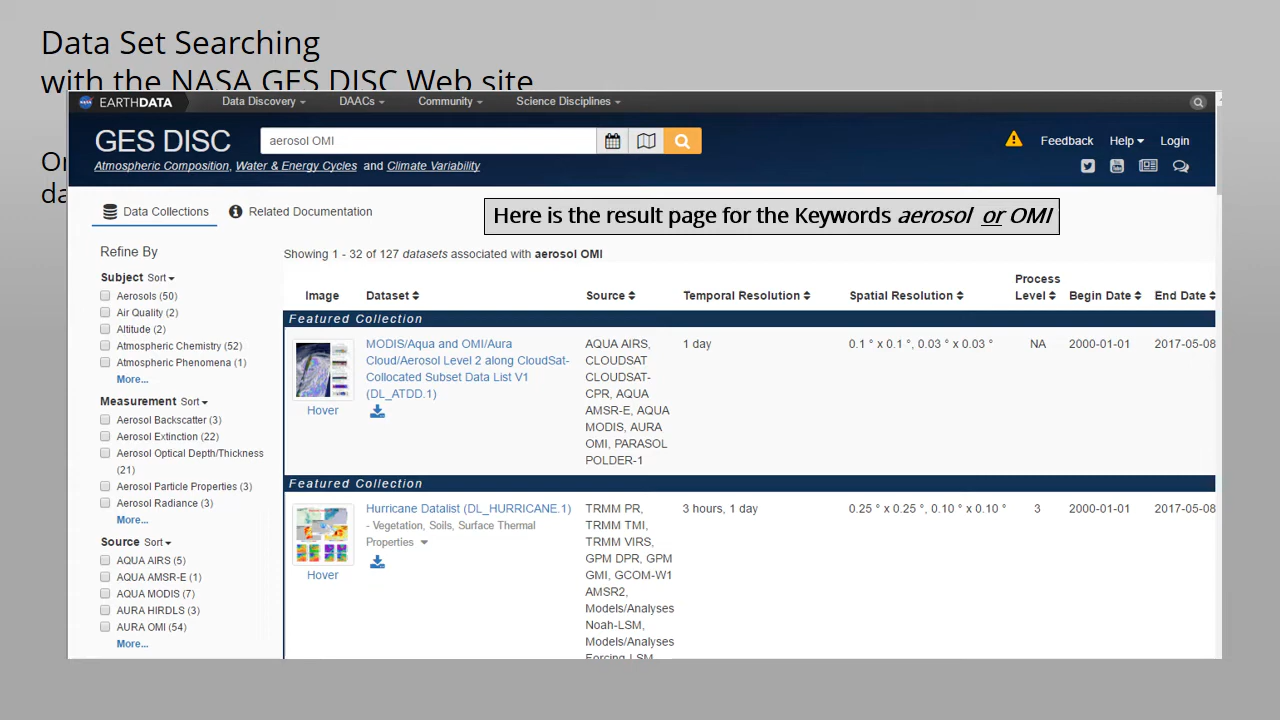 Data Set Searching
with the NASA GES DISC Web site
EARTHDATA Data Discovery DAACs Community Science Disciplines
GES DISC aerosol OMI Feedback Help Login
Atmospheric Composition, Water & Energy Cycles and Climate Variability
Data Collections Related Documentation
Here is the result page for the Keywords aerosol or OMI
Refine By
Showing 1 - 32 of 127 datasets associated with aerosol OMI
Subject Sort
Aerosols (50)
Air Quality (2)
Altitude (2)
Atmospheric Chemistry (52)
Atmospheric Phenomena (1)
More...
Measurement Sort
Aerosol Backscatter (3)
Aerosol Extinction (22)
Aerosol Optical Depth/Thickness
(21)
Aerosol Particle Properties (3)
Aerosol Radiance (3)
More...
Source Sort
AQUA AIRS (5)
AQUA AMSR-E (1)
AQUA MODIS (7)
AURA HIRDLS (3)
AURA OMI (54)
More...
Image Dataset Source Temporal Resolution Spatial Resolution Process
Level Begin Date End Date
Featured Collection
Hover
MODIS/Aqua and OMI/Aura
Cloud/Aerosol Level 2 along CloudSat-
Collocated Subset Data List V1
(DL_ATDD.1)
AQUA AIRS,
CLOUDSAT
CLOUDSAT-
CPR, AQUA
AMSR-E, AQUA
MODIS, AURA
OMI, PARASOL
POLDER-1
1 day
0.1 ° x 0.1 °, 0.03 ° x 0.03 °
NA
2000-01-01
2017-05-08
Featured Collection
Hover
Hurricane Datalist (DL_HURRICANE.1)
- Vegetation, Soils, Surface Thermal
Properties
TRMM PR,
TRMM TMI,
TRMM VIRS,
GPM DPR, GPM
GMI, GCOM-W1
AMSR2,
Models/Analyses
Noah-LSM,
Models/Analyses
Forcing-LSM
3 hours, 1 day
0.25 ° x 0.25 °, 0.10 ° x 0.10 °
3
2000-01-01
2017-05-08